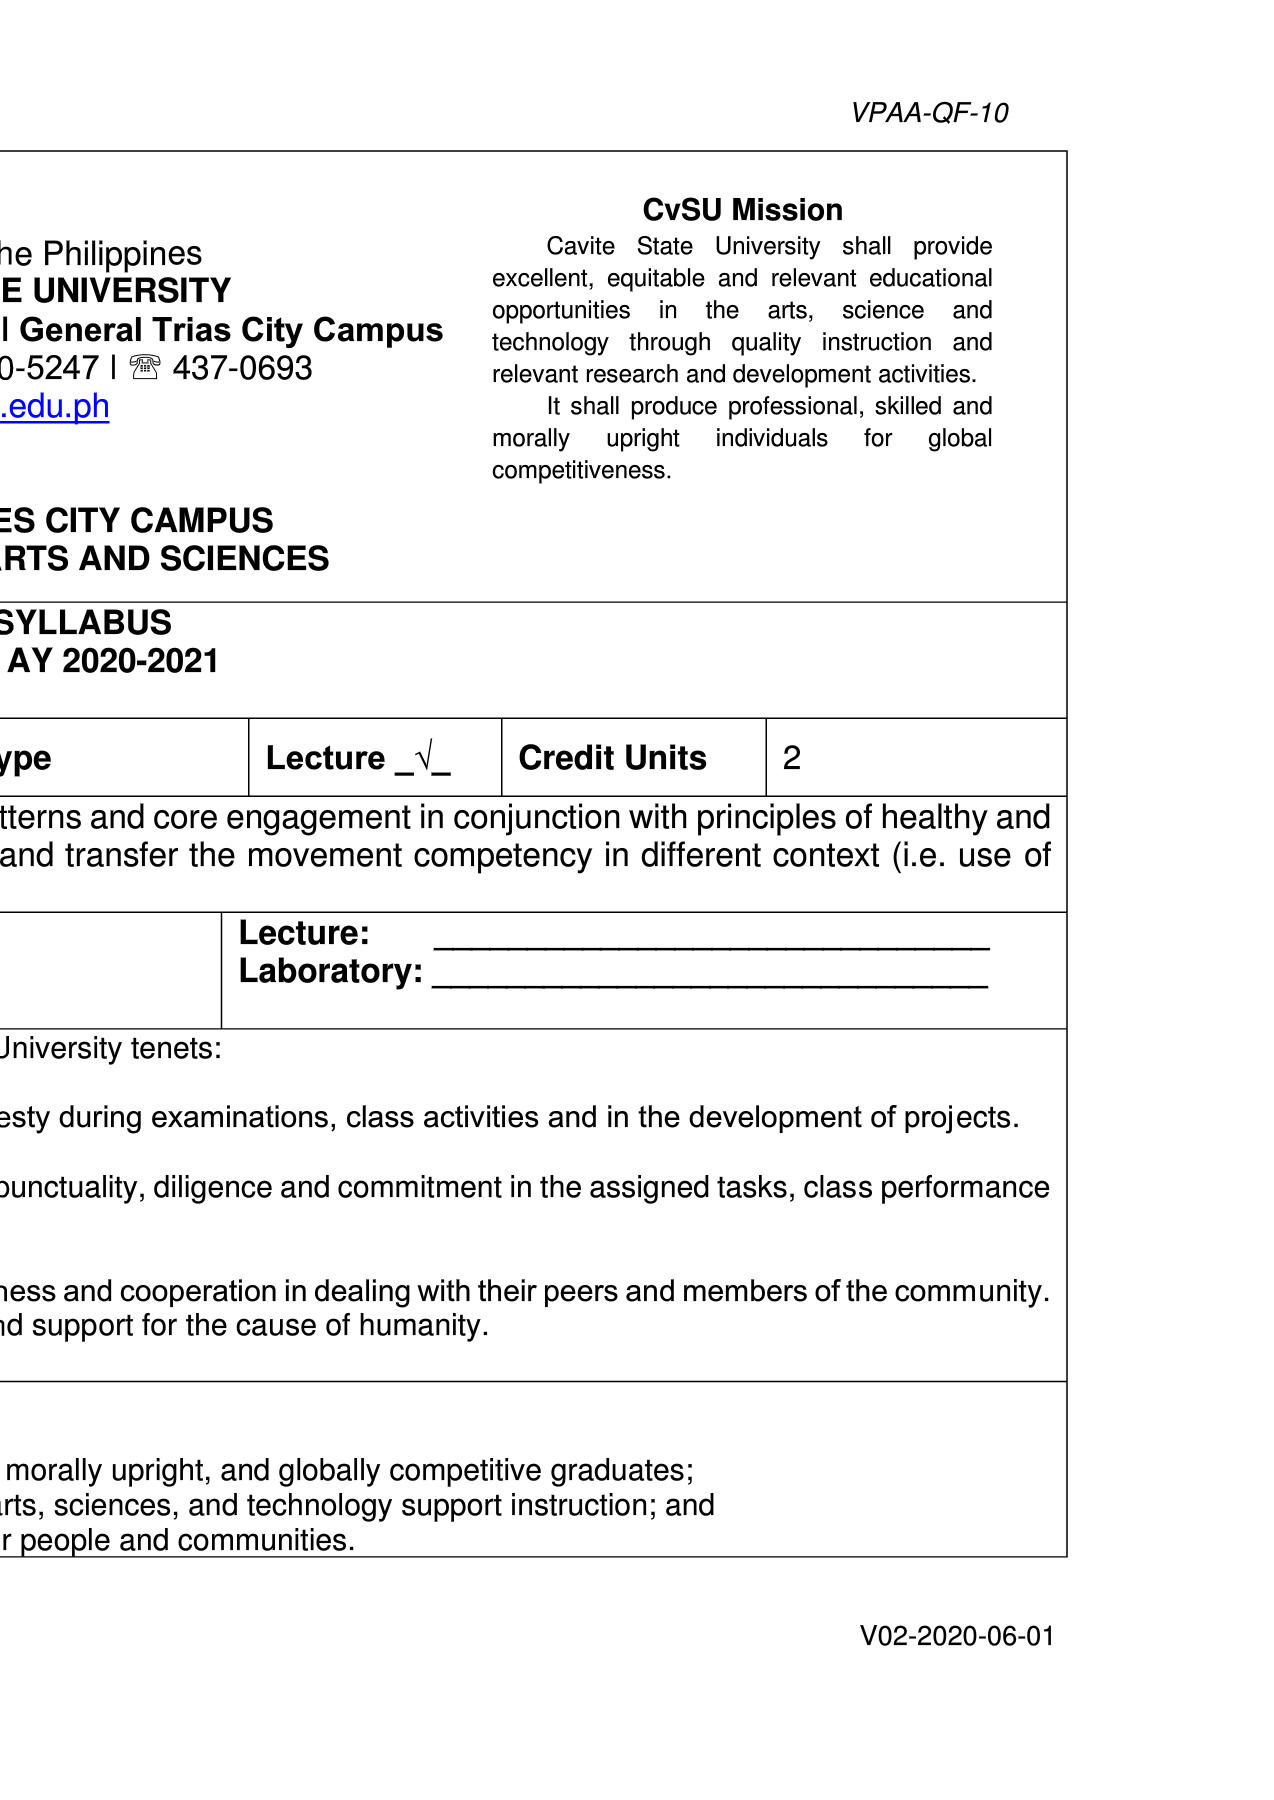 VPAA-QF-10
he Philippines
E UNIVERSITY
l General Trias City Campus
0-5247 l ☏ 437-0693
.edu.ph
ES CITY CAMPUS
ARTS AND SCIENCES
CvSU Mission
Cavite State University shall provide
excellent, equitable and relevant educational
opportunities in the arts, science and
technology through quality instruction and
relevant research and development activities.
It shall produce professional, skilled and
morally upright individuals for global
competitiveness.
SYLLABUS
AY 2020-2021
ype Lecture _√_ Credit Units 2
tterns and core engagement in conjunction with principles of healthy and
and transfer the movement competency in different context (i.e. use of
Lecture: ______________________________
Laboratory: ______________________________
University tenets:
esty during examinations, class activities and in the development of projects.
punctuality, diligence and commitment in the assigned tasks, class performance
ness and cooperation in dealing with their peers and members of the community.
nd support for the cause of humanity.
morally upright, and globally competitive graduates;
arts, sciences, and technology support instruction; and
r people and communities.
V02-2020-06-01